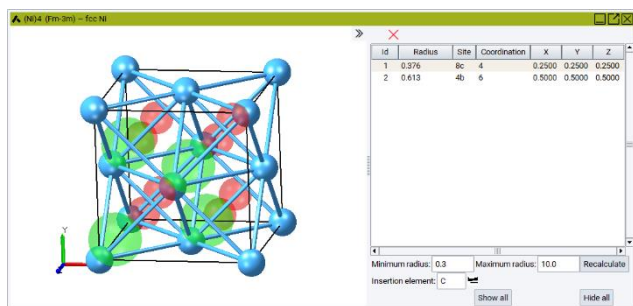 (Ni)4 (Fm-3m) -- fcc Ni
Id Radius Site Coordination X Y Z
1 0.376 8c 4 0.2500 0.2500 0.2500
2 0.613 4b 6 0.5000 0.5000 0.5000
Y
Minimum radius: 0.3 Maximum radius: 10.0 Recalculate
Insertion element: C
Show all Hide all